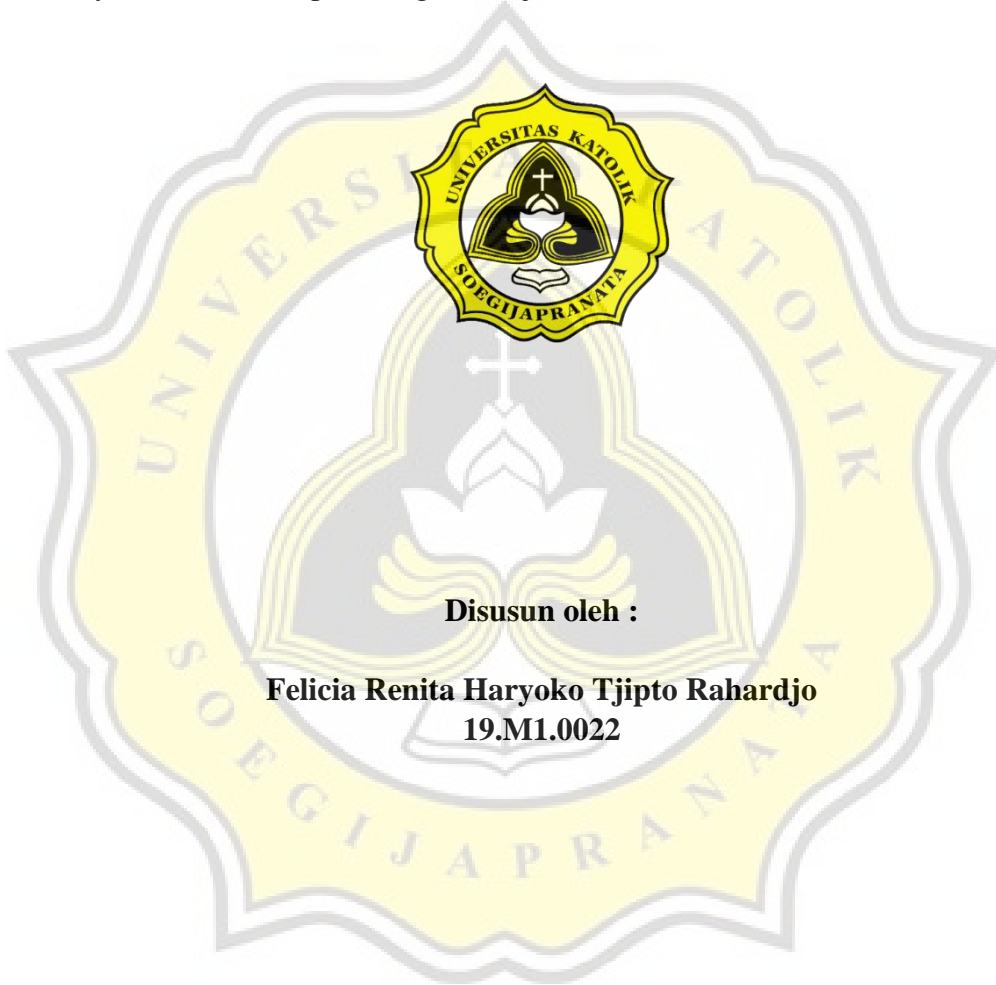 UNIVERSITAS KATOLIK
SOEGIJAPRANATA
Disusun oleh :
Felicia Renita Haryoko Tjipto Rahardjo
19.M1.0022